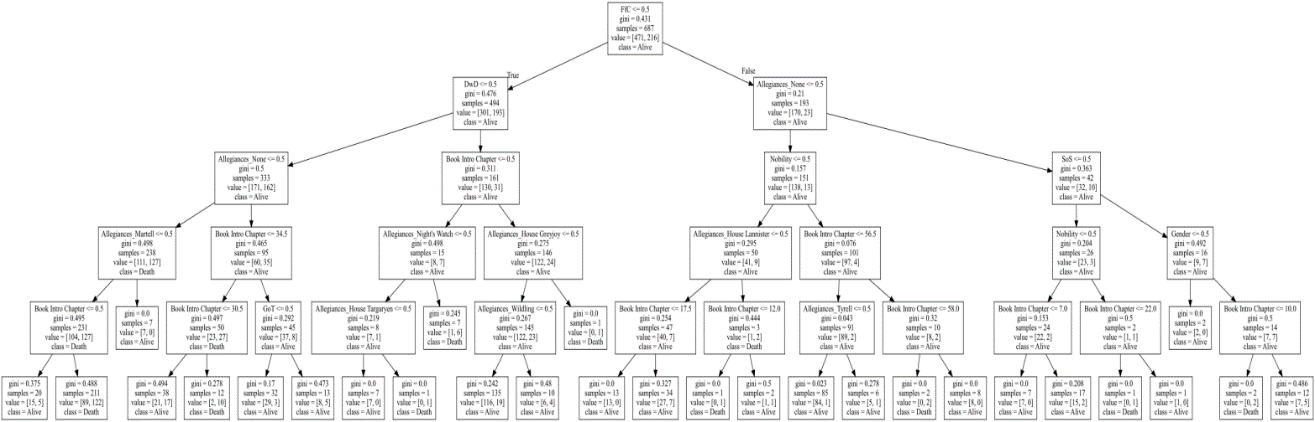 FfC <= 0.5
gini = 0.431
samples = 687
value = [471, 216]
class = Alive
True
False
DwD <= 0.5
gini = 0.476
samples = 494
value = [301, 193]
class = Alive
Allegiances_None <= 0.5
gini = 0.21
samples = 193
value = [170, 23]
class = Alive
Allegiances_None <= 0.5
gini = 0.5
samples = 333
value = [171, 162]
class = Alive
Book Intro Chapter <= 0.5
gini = 0.311
samples = 161
value = [130, 31]
class = Alive
Nobility <= 0.5
gini = 0.157
samples = 151
value = [138, 13]
class = Alive
SoS <= 0.5
gini = 0.363
samples = 42
value = [32, 10]
class = Alive
Allegiances_Martell <= 0.5
gini = 0.498
samples = 238
value = [111, 127]
class = Death
Book Intro Chapter <= 34.5
gini = 0.465
samples = 95
value = [60, 35]
class = Alive
Allegiances_Night's Watch <= 0.5
gini = 0.498
samples = 15
value = [8, 7]
class = Alive
Allegiances_House Greyjoy <= 0.5
gini = 0.275
samples = 146
value = [122, 24]
class = Alive
Allegiances_House Lannister <= 0.5
gini = 0.295
samples = 50
value = [41, 9]
class = Alive
Book Intro Chapter <= 56.5
gini = 0.076
samples = 101
value = [97, 4]
class = Alive
Nobility <= 0.5
gini = 0.204
samples = 26
value = [23, 3]
class = Alive
Gender <= 0.5
gini = 0.492
samples = 16
value = [9, 7]
class = Alive
Book Intro Chapter <= 0.5
gini = 0.495
samples = 231
value = [104, 127]
class = Death
gini = 0.0
samples = 7
value = [7, 0]
class = Alive
Book Intro Chapter <= 30.5
gini = 0.497
samples = 50
value = [23, 27]
class = Death
GoT <= 0.5
gini = 0.292
samples = 45
value = [37, 8]
class = Alive
Allegiances_House Targaryen <= 0.5
gini = 0.219
samples = 8
value = [7, 1]
class = Alive
gini = 0.245
samples = 7
value = [1, 6]
class = Death
Allegiances_Wildling <= 0.5
gini = 0.267
samples = 145
value = [122, 23]
class = Alive
gini = 0.0
samples = 1
value = [0, 1]
class = Death
Book Intro Chapter <= 17.5
gini = 0.254
samples = 47
value = [40, 7]
class = Alive
Book Intro Chapter <= 12.0
gini = 0.444
samples = 3
value = [1, 2]
class = Death
Allegiances_Tyrell <= 0.5
gini = 0.043
samples = 91
value = [89, 2]
class = Alive
Book Intro Chapter <= 58.0
gini = 0.32
samples = 10
value = [8, 2]
class = Alive
Book Intro Chapter <= 7.0
gini = 0.153
samples = 24
value = [22, 2]
class = Alive
Book Intro Chapter <= 22.0
gini = 0.5
samples = 2
value = [1, 1]
class = Alive
gini = 0.0
samples = 2
value = [2, 0]
class = Alive
Book Intro Chapter <= 10.0
gini = 0.5
samples = 14
value = [7, 7]
class = Alive
gini = 0.375
samples = 20
value = [15, 5]
class = Alive
gini = 0.488
samples = 211
value = [89, 122]
class = Death
gini = 0.494
samples = 38
value = [21, 17]
class = Alive
gini = 0.278
samples = 12
value = [2, 10]
class = Death
gini = 0.17
samples = 32
value = [29, 3]
class = Alive
gini = 0.473
samples = 13
value = [8, 5]
class = Alive
gini = 0.0
samples = 7
value = [7, 0]
class = Alive
gini = 0.0
samples = 1
value = [0, 1]
class = Death
gini = 0.242
samples = 135
value = [116, 19]
class = Alive
gini = 0.48
samples = 10
value = [6, 4]
class = Alive
gini = 0.0
samples = 13
value = [13, 0]
class = Alive
gini = 0.327
samples = 34
value = [27, 7]
class = Alive
gini = 0.0
samples = 1
value = [0, 1]
class = Death
gini = 0.5
samples = 2
value = [1, 1]
class = Alive
gini = 0.023
samples = 85
value = [84, 1]
class = Alive
gini = 0.278
samples = 6
value = [5, 1]
class = Alive
gini = 0.0
samples = 2
value = [0, 2]
class = Death
gini = 0.0
samples = 8
value = [8, 0]
class = Alive
gini = 0.0
samples = 7
value = [7, 0]
class = Alive
gini = 0.208
samples = 17
value = [15, 2]
class = Alive
gini = 0.0
samples = 1
value = [0, 1]
class = Death
gini = 0.0
samples = 1
value = [1, 0]
class = Alive
gini = 0.0
samples = 2
value = [0, 2]
class = Death
gini = 0.486
samples = 12
value = [7, 5]
class = Alive